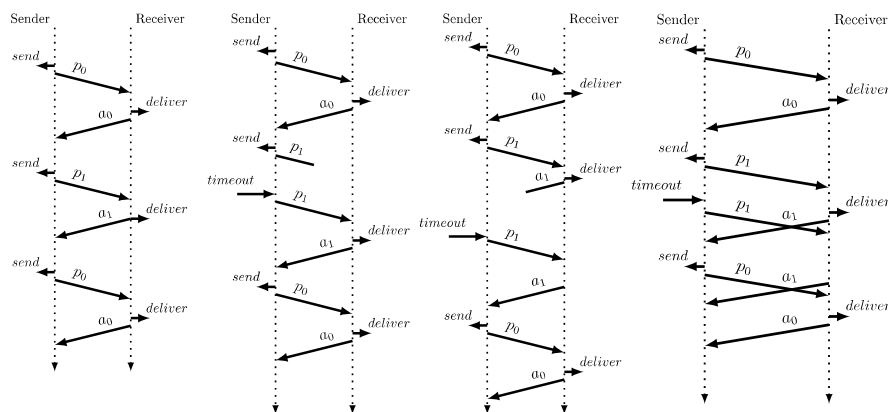 Sender Receiver
send
p0
deliver
a0
send
p1
deliver
a1
send
p0
deliver
a0
Sender Receiver
send
p0
deliver
a0
send
p1
timeout
p1
deliver
a1
send
p0
deliver
a0
Sender Receiver
send
p0
deliver
a0
send
p1
deliver
a1
timeout
p1
a1
send
p0
deliver
a0
Sender Receiver
send
p0
deliver
a0
send
p1
timeout
p1
deliver
a1
send
p0
a1
deliver
a0